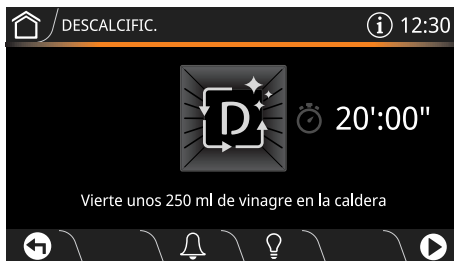 DESCALCIFIC.
i 12:30
D
20':00"
Vierte unos 250 ml de vinagre en la caldera